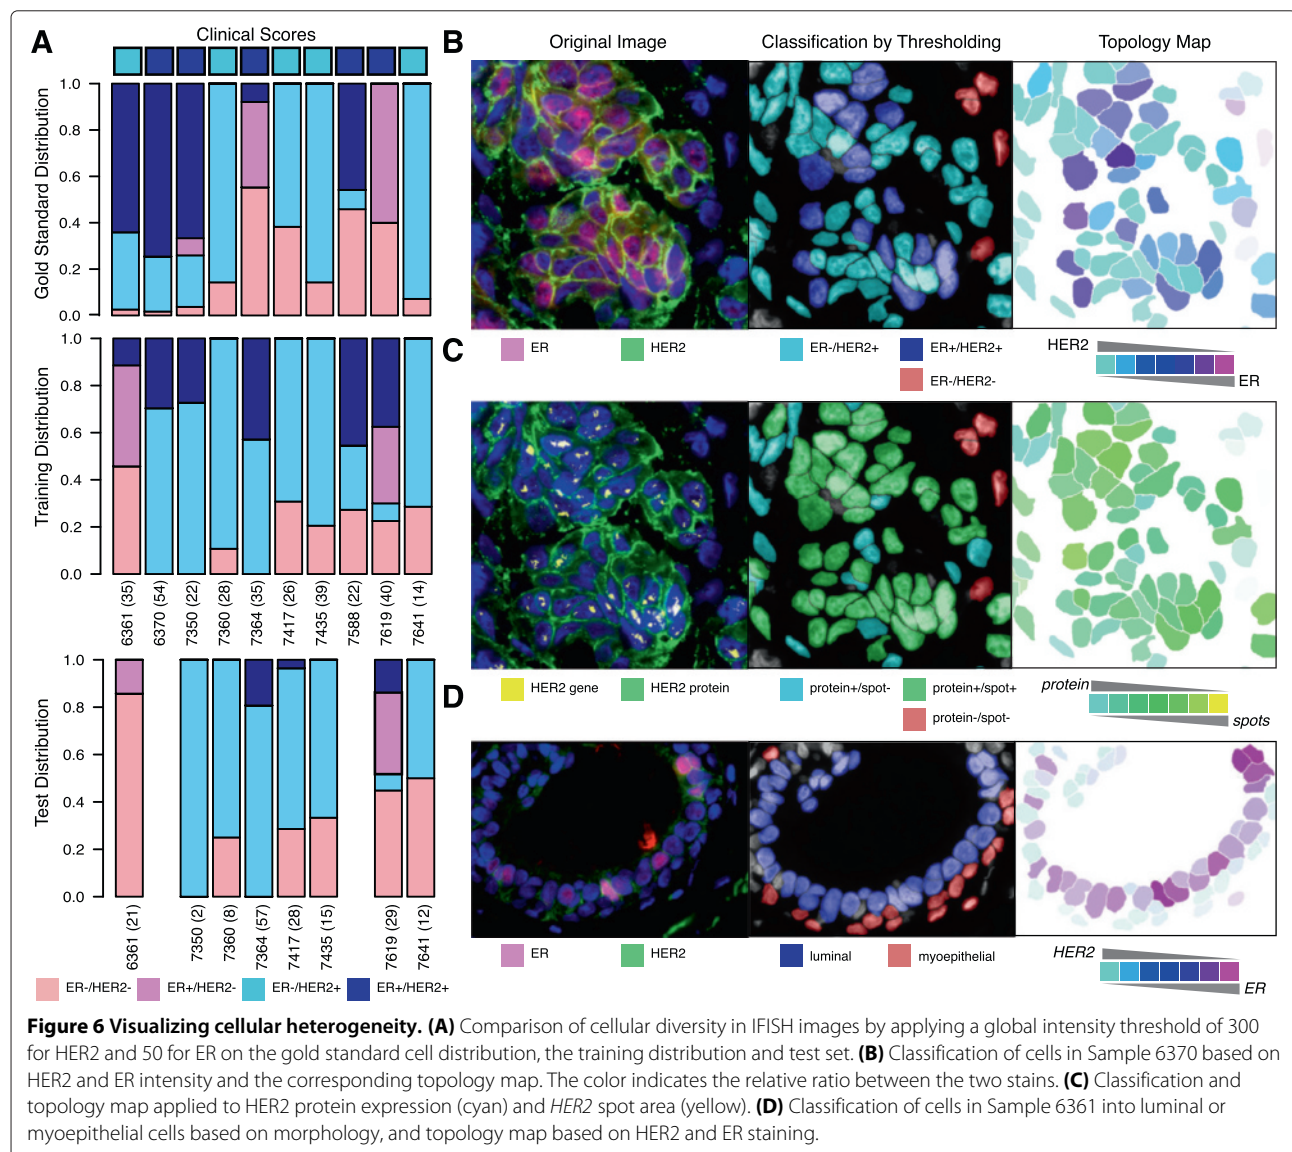 A
Clinical Scores
Gold Standard Distribution
1.0
0.8
0.6
0.4
0.2
0.0
Training Distribution
1.0
0.8
0.6
0.4
0.2
0.0
6361 (35)
6370 (54)
7350 (22)
7360 (28)
7364 (35)
7417 (26)
7435 (39)
7588 (22)
7619 (40)
7641 (14)
Test Distribution
1.0
0.8
0.6
0.4
0.2
0.0
6361 (21)
7350 (2)
7360 (8)
7364 (57)
7417 (28)
7435 (15)
7619 (29)
7641 (12)
ER-/HER2-
ER+/HER2-
ER-/HER2+
ER+/HER2+
B
Original Image
Classification by Thresholding
Topology Map
ER
HER2
ER-/HER2+
ER+/HER2+
ER-/HER2-
HER2
ER
C
HER2 gene
HER2 protein
protein+/spot-
protein+/spot+
protein-/spot-
protein
spots
D
ER
HER2
luminal
myoepithelial
HER2
ER
Figure 6 Visualizing cellular heterogeneity. (A) Comparison of cellular diversity in IFISH images by applying a global intensity threshold of 300
for HER2 and 50 for ER on the gold standard cell distribution, the training distribution and test set. (B) Classification of cells in Sample 6370 based on
HER2 and ER intensity and the corresponding topology map. The color indicates the relative ratio between the two stains. (C) Classification and
topology map applied to HER2 protein expression (cyan) and HER2 spot area (yellow). (D) Classification of cells in Sample 6361 into luminal or
myoepithelial cells based on morphology, and topology map based on HER2 and ER staining.